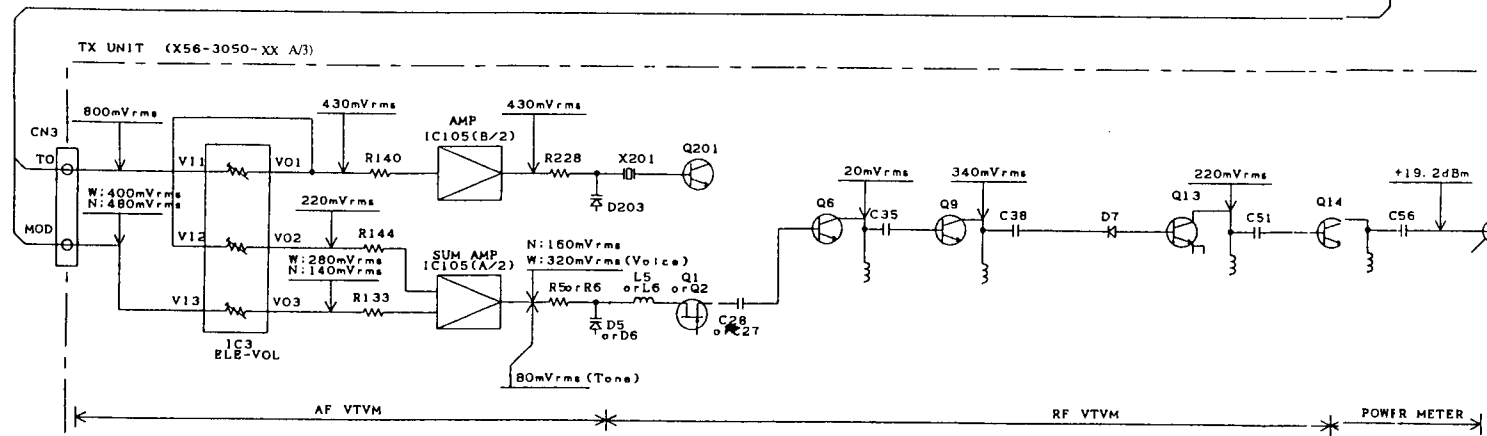 TX UNIT (X56-3050-XX A/3)
CN3
TO
MOD
800mVrms
W:400mVrms
N:480mVrms
VI1
VI2
VI3
VO1
VO2
VO3
IC3
ELE-VOL
430mVrms
220mVrms
W:280mVrms
N:140mVrms
R140
R144
R133
AMP
IC105(B/2)
SUM AMP
IC105(A/2)
430mVrms
R228
X201
Q201
D203
N:160mVrms
W:320mVrms(Voice)
R5orR6
L5
orL6
Q1
orQ2
D5
orD6
C28
orC27
80mVrms(Tone)
Q6
20mVrms
C35
Q9
340mVrms
C38
D7
Q13
220mVrms
C51
Q14
C56
+19.2dBm
AF VTVM
RF VTVM
POWER METER